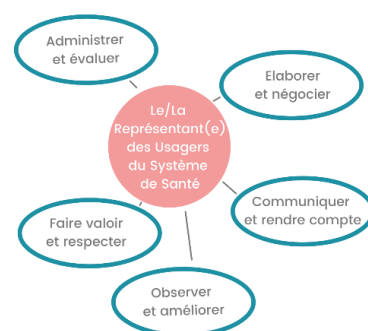 Administrer
et évaluer
Elaborer
et négocier
Le/La
Représentant(e)
des Usagers
du Système
de Santé
Communiquer
et rendre compte
Faire valoir
et respecter
Observer
et améliorer